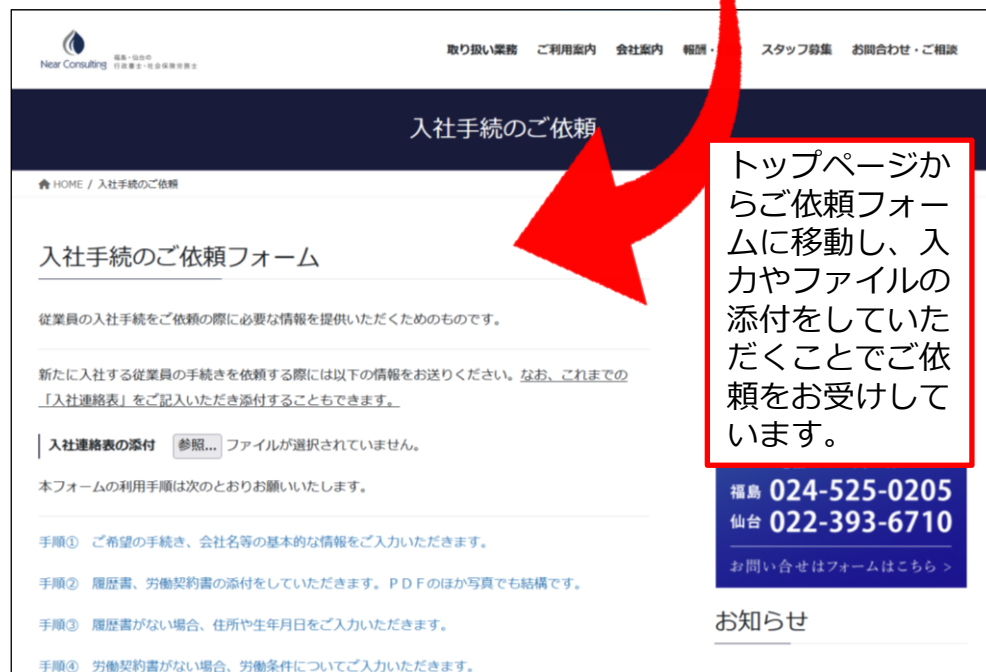 Near Consulting
福島・仙台の
行政書士・社会保険労務士
取り扱い業務 ご利用案内 会社案内 報酬・ スタッフ募集 お問合わせ・ご相談
入社手続のご依頼
HOME / 入社手続のご依頼
入社手続のご依頼フォーム
従業員の入社手続をご依頼の際に必要な情報を提供いただくためのものです。
新たに入社する従業員の手続きを依頼する際には以下の情報をお送りください。なお、これまでの
「入社連絡表」をご記入いただき添付することもできます。
入社連絡表の添付 参照... ファイルが選択されていません。
本フォームの利用手順は次のとおりお願いいたします。
手順① ご希望の手続き、会社名等の基本的な情報をご入力いただきます。
手順② 履歴書、労働契約書の添付をしていただきます。ＰＤＦのほか写真でも結構です。
手順③ 履歴書がない場合、住所や生年月日をご入力いただきます。
手順④ 労働契約書がない場合、労働条件についてご入力いただきます。
トップページか
らご依頼フォー
ムに移動し、入
力やファイルの
添付をしていた
だくことでご依
頼をお受けして
います。
福島 024-525-0205
仙台 022-393-6710
お問い合せはフォームはこちら >
お知らせ